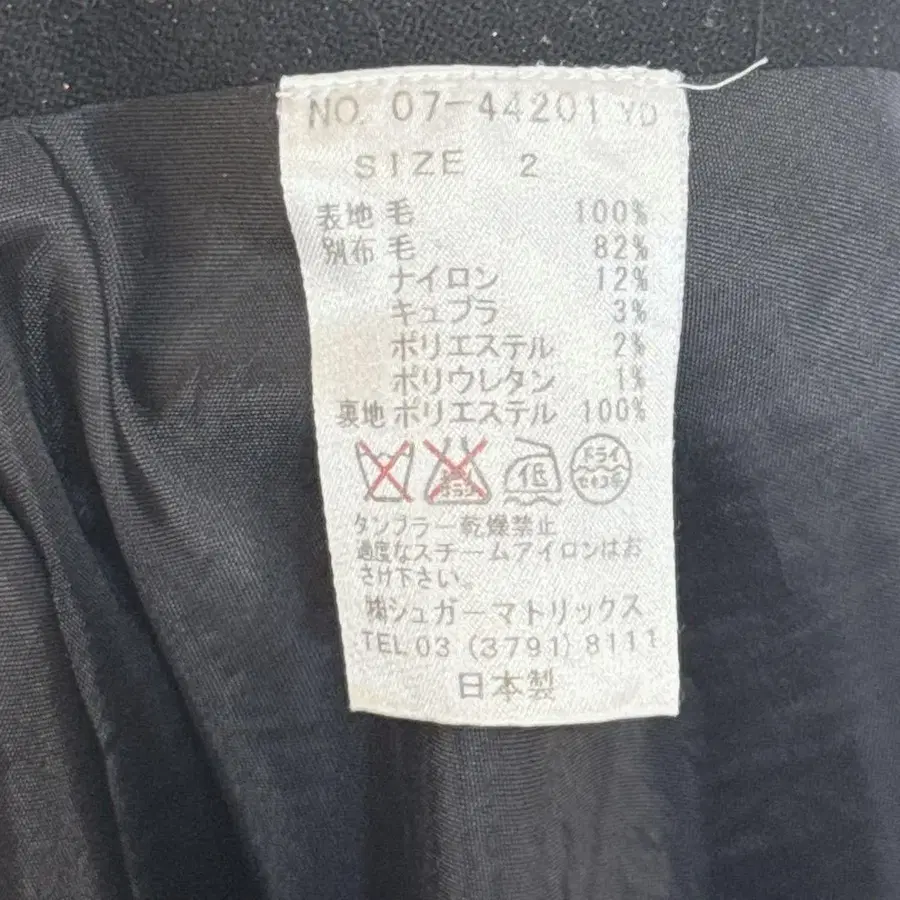 NO. 07-44201 YD
SIZE 2
表地 毛 100%
別布 毛 82%
ナイロン 12%
キュプラ 3%
ポリエステル 2%
ポリウレタン 1%
裏地 ポリエステル 100%
低 ドライ
タンブラー乾燥禁止
過度なスチームアイロンはお
さけ下さい。
㈱シュガーマトリックス
TEL 03 (3791) 8111
日本製